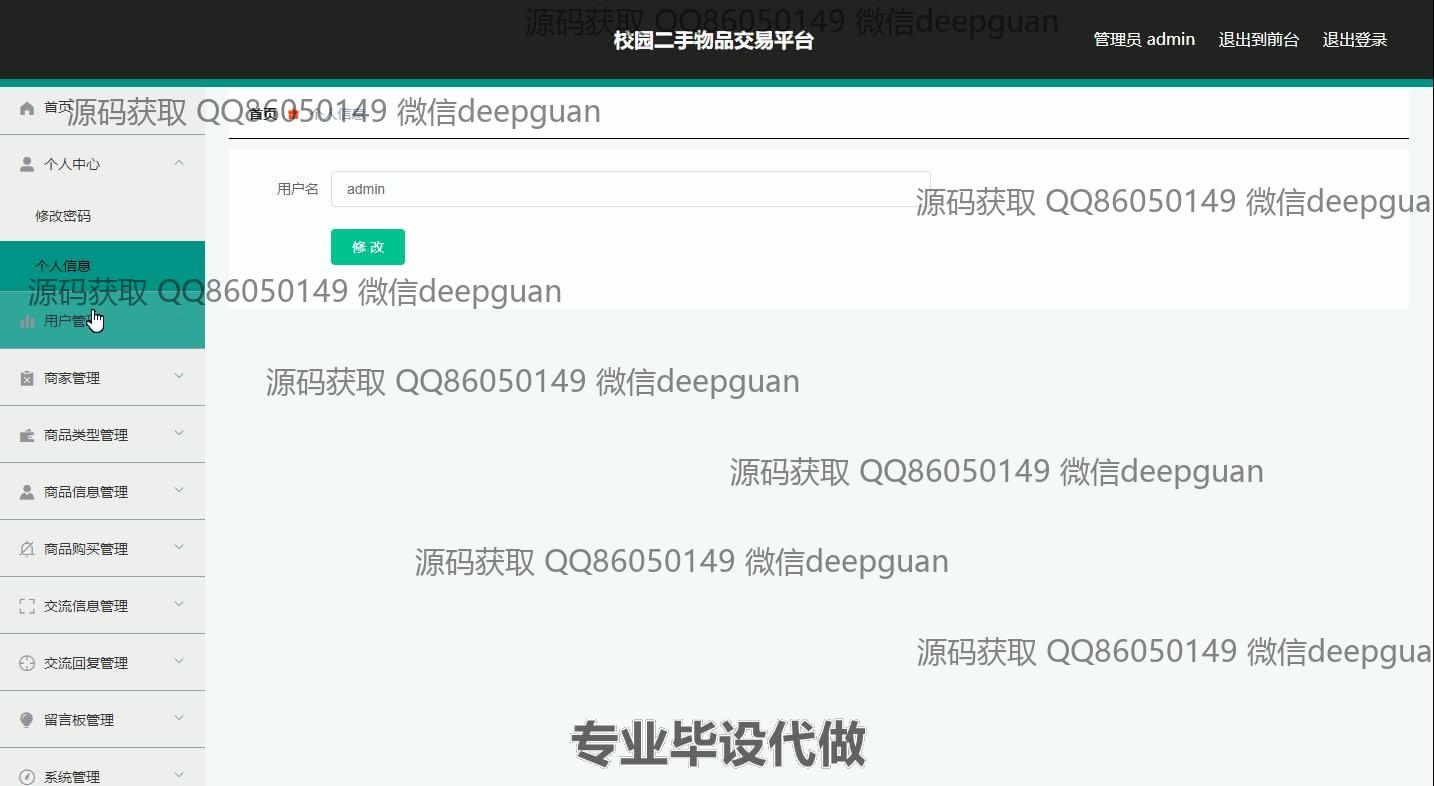 源码获取 QQ86050149 微信deepguan
校园二手物品交易平台
管理员 admin 退出到前台 退出登录
首页
源码获取 QQ86050149 微信deepguan
首页 个人信息
个人中心
用户名 admin
源码获取 QQ86050149 微信deepgua
修改密码
修 改
个人信息
源码获取 QQ86050149 微信deepguan
用户管理
商家管理
源码获取 QQ86050149 微信deepguan
商品类型管理
源码获取 QQ86050149 微信deepguan
商品信息管理
商品购买管理
源码获取 QQ86050149 微信deepguan
交流信息管理
交流回复管理
源码获取 QQ86050149 微信deepgua
留言板管理
专业毕设代做
系统管理